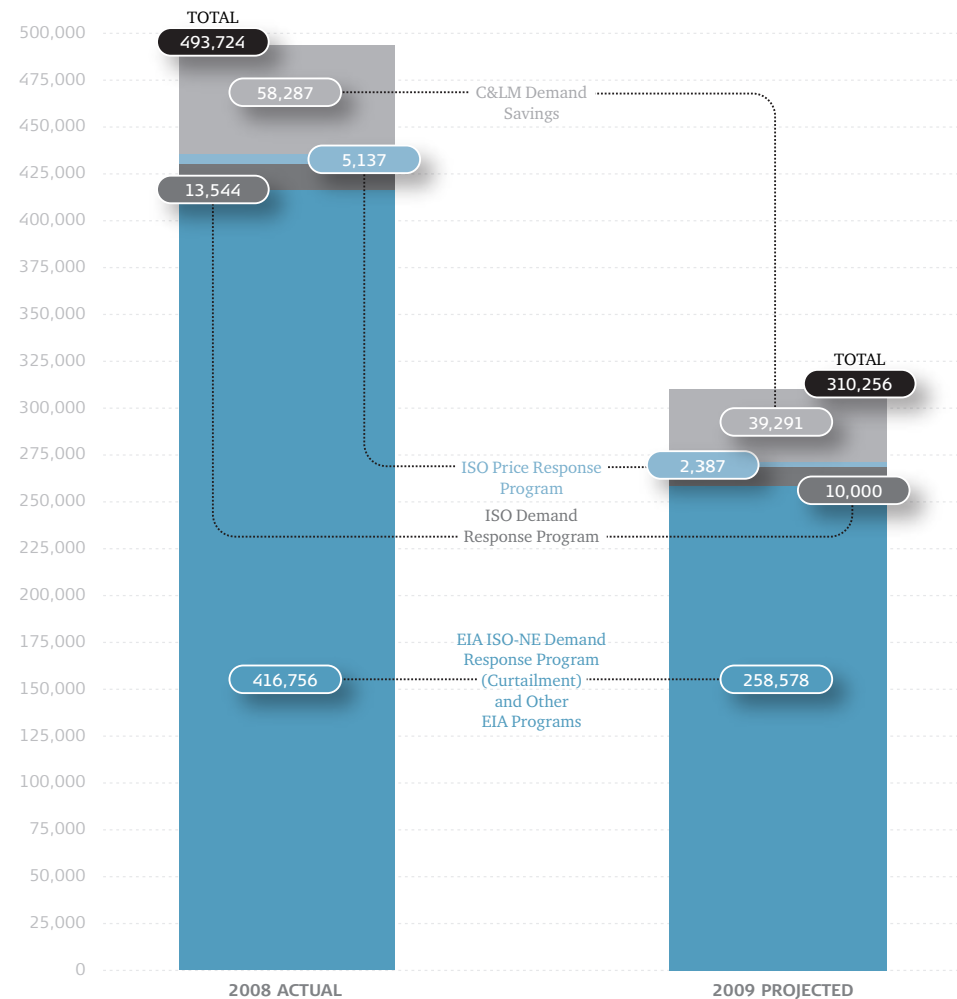 TOTAL
500,000
493,724
475,000
58,287
C&LM Demand
Savings
450,000
5,137
425,000
13,544
400,000
375,000
350,000
325,000
TOTAL
310,256
300,000
39,291
275,000
ISO Price Response
Program
2,387
250,000
10,000
ISO Demand
Response Program
225,000
200,000
175,000
EIA ISO-NE Demand
Response Program
(Curtailment)
and Other
EIA Programs
416,756
258,578
150,000
125,000
100,000
75,000
50,000
25,000
0
2008 ACTUAL
2009 PROJECTED